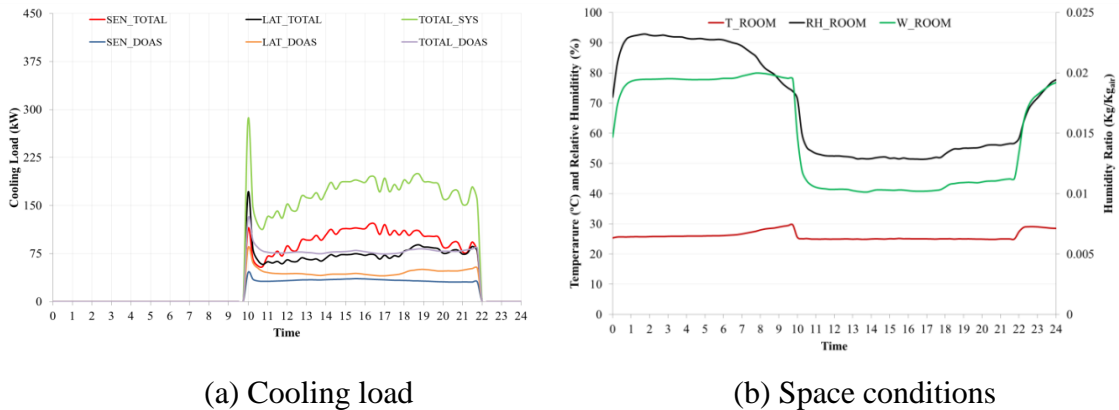 SEN_TOTAL LAT_TOTAL TOTAL_SYS
SEN_DOAS LAT_DOAS TOTAL_DOAS
450
375
300
225
150
75
0
Cooling Load (kW)
0 1 2 3 4 5 6 7 8 9 10 11 12 13 14 15 16 17 18 19 20 21 22 23 24
Time
(a) Cooling load
T_ROOM RH_ROOM W_ROOM
100
90
80
70
60
50
40
30
20
10
0
Temperarure (°C) and Relative Humiditity (%)
0.025
0.02
0.015
0.01
0.005
0
Humidity Ratio (Kg/Kgair)
0 1 2 3 4 5 6 7 8 9 10 11 12 13 14 15 16 17 18 19 20 21 22 23 24
Time
(b) Space conditions